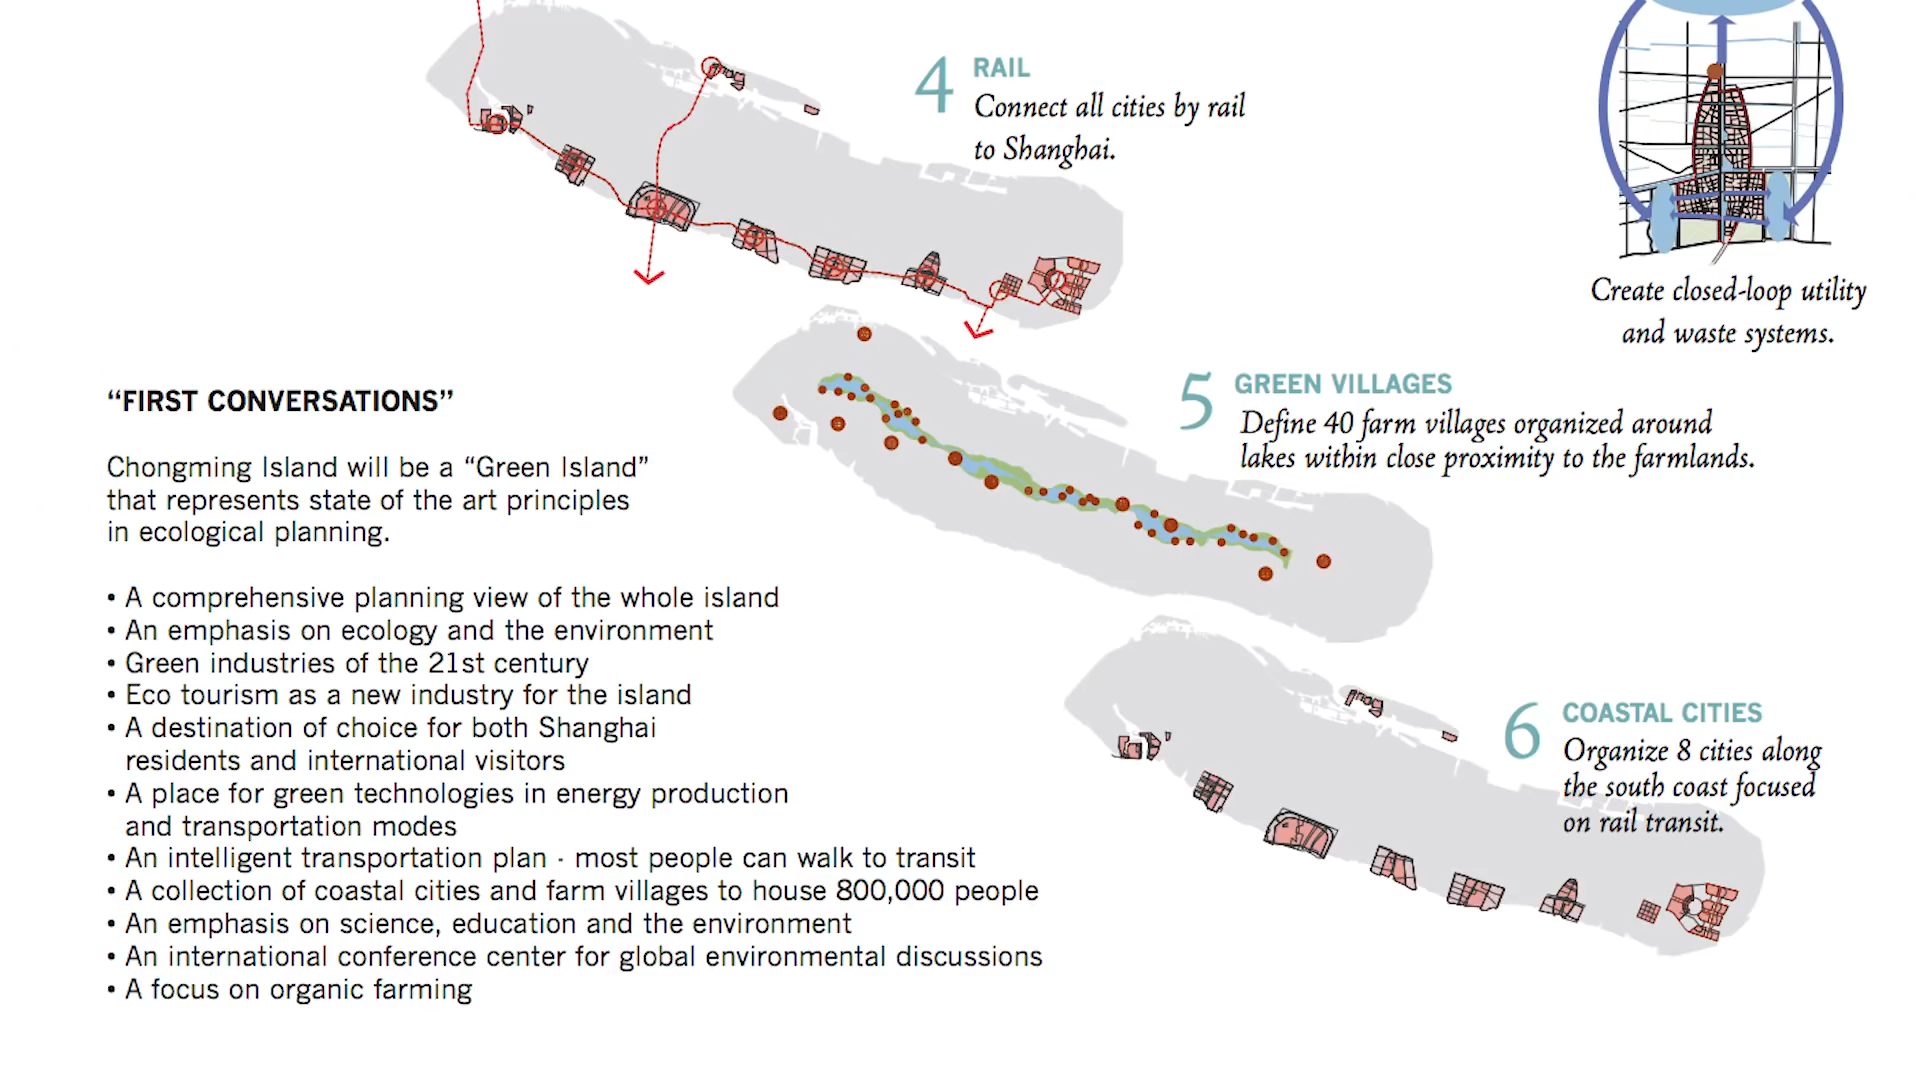 4 RAIL
Connect all cities by rail
to Shanghai.
Create closed-loop utility
and waste systems.
5 GREEN VILLAGES
Define 40 farm villages organized around
lakes within close proximity to the farmlands.
“FIRST CONVERSATIONS”
Chongming Island will be a “Green Island”
that represents state of the art principles
in ecological planning.
• A comprehensive planning view of the whole island
• An emphasis on ecology and the environment
• Green industries of the 21st century
• Eco tourism as a new industry for the island
• A destination of choice for both Shanghai
residents and international visitors
• A place for green technologies in energy production
and transportation modes
• An intelligent transportation plan - most people can walk to transit
• A collection of coastal cities and farm villages to house 800,000 people
• An emphasis on science, education and the environment
• An international conference center for global environmental discussions
• A focus on organic farming
6 COASTAL CITIES
Organize 8 cities along
the south coast focused
on rail transit.